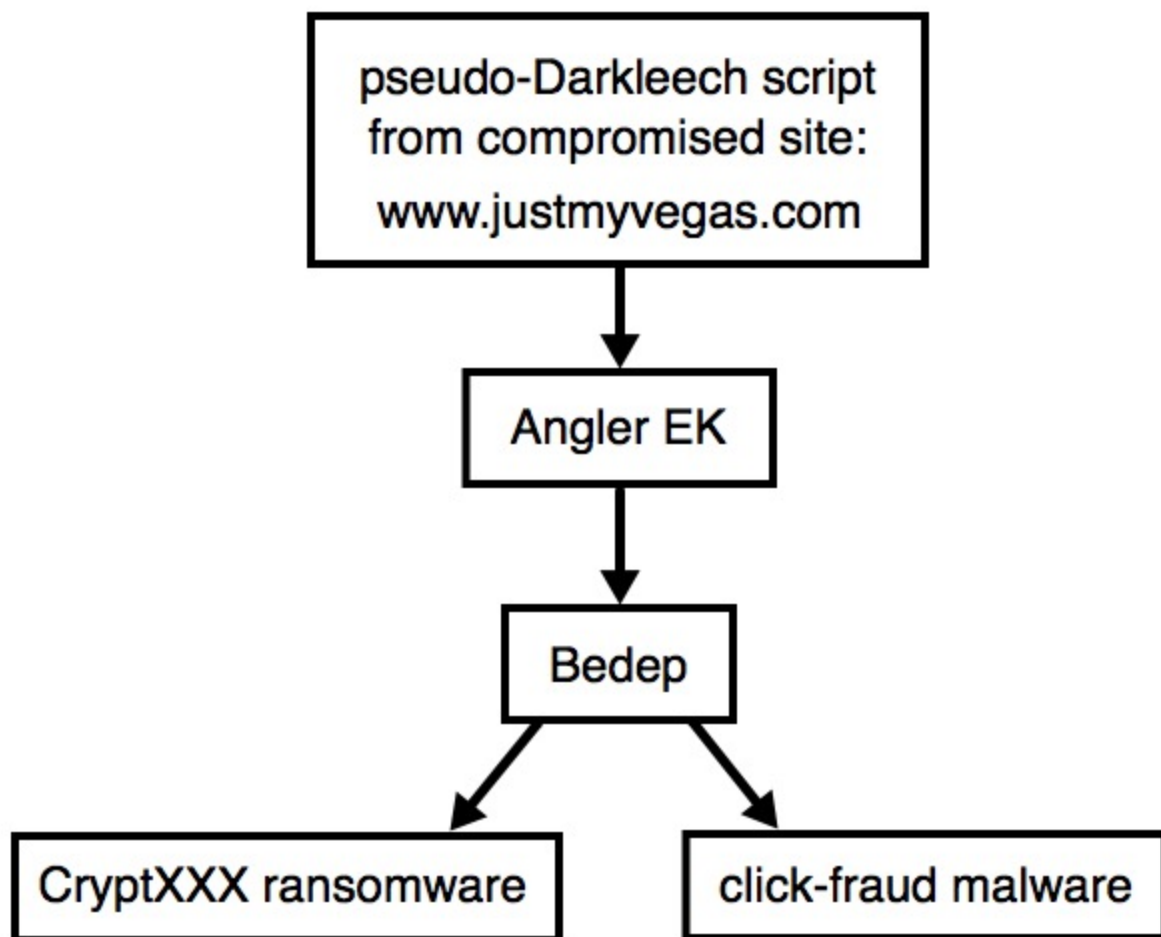 pseudo-Darkleech script
from compromised site:
www.justmyvegas.com
Angler EK
Bedep
CryptXXX ransomware
click-fraud malware